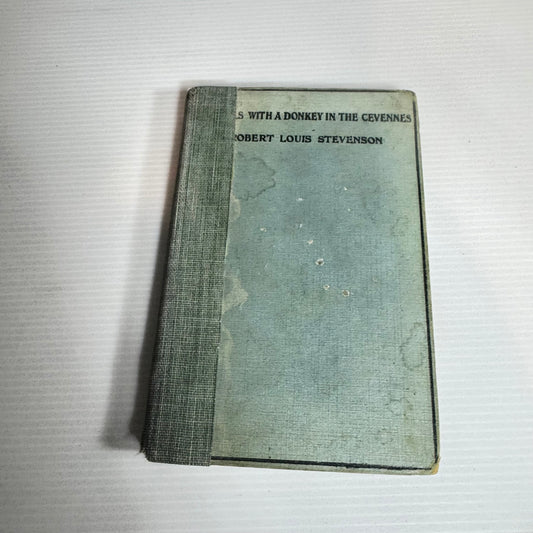 S WITH A DONKEY IN THE CEVENNES
ROBERT LOUIS STEVENSON